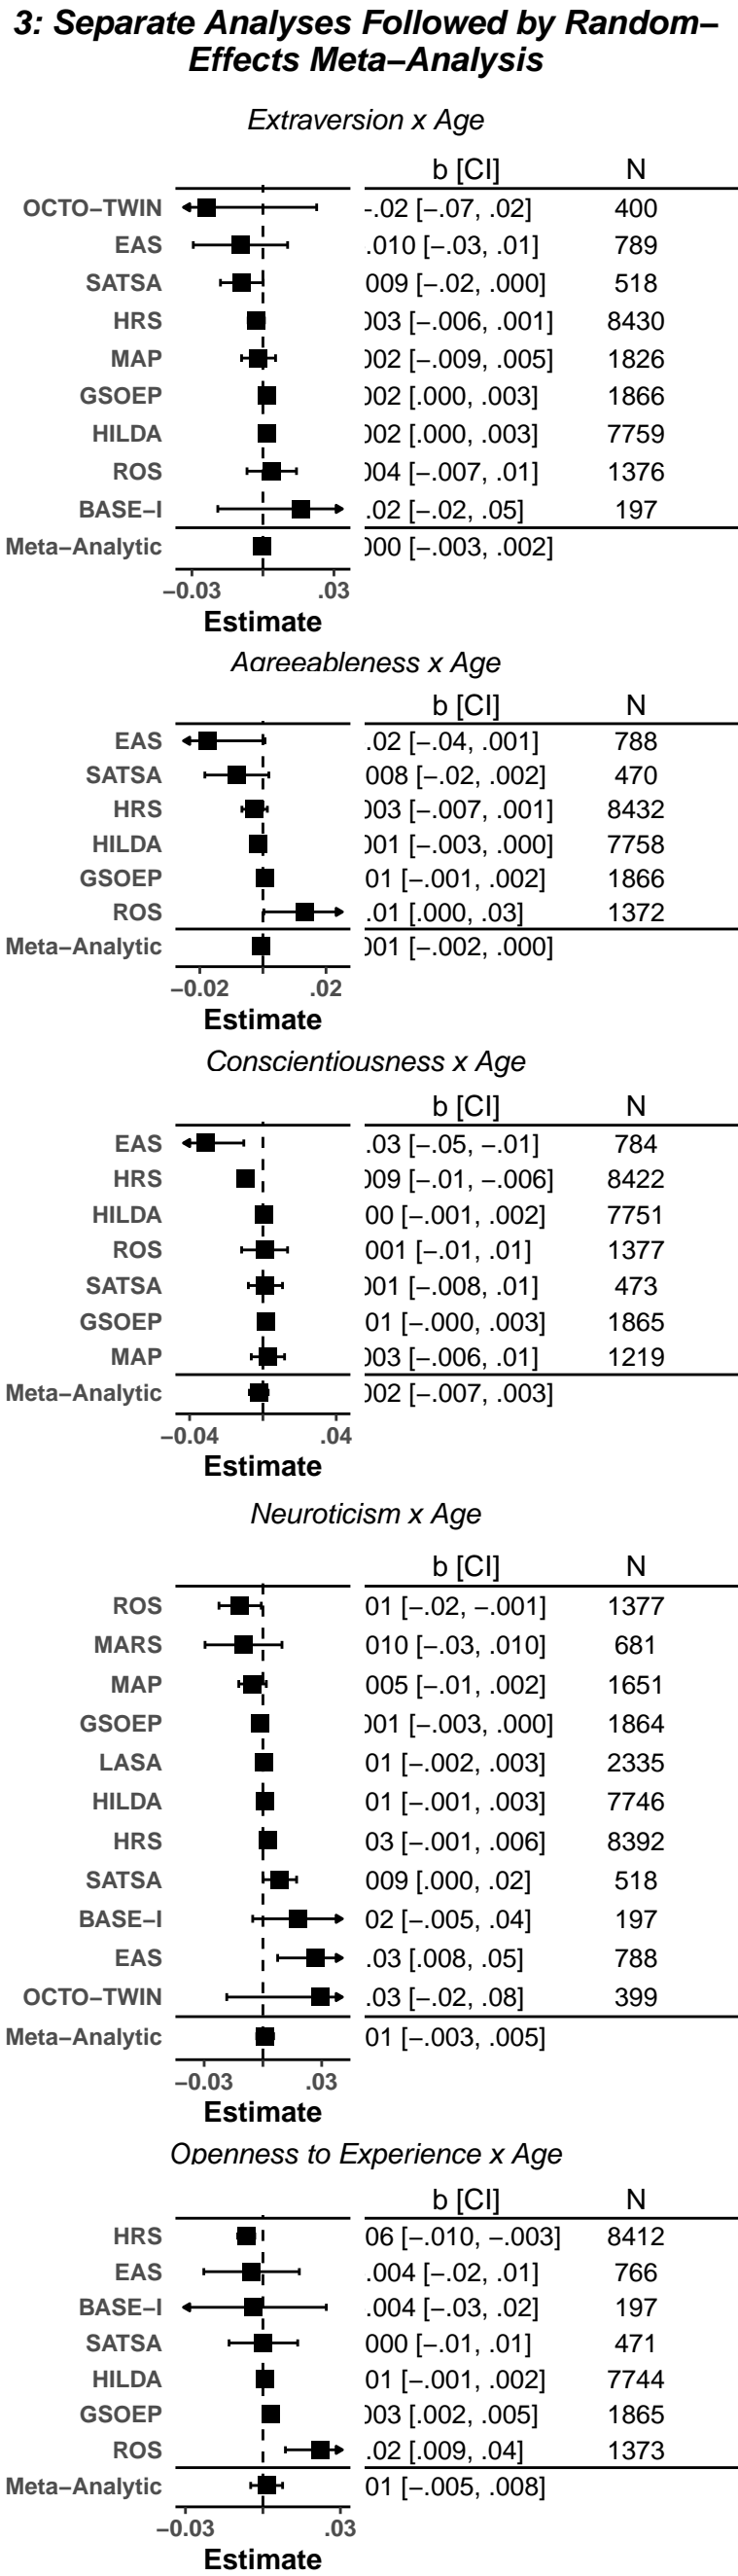 3: Separate Analyses Followed by Random–
Effects Meta–Analysis
Extraversion x Age
b [CI] N
OCTO–TWIN -.02 [−.07, .02] 400
EAS .010 [−.03, .01] 789
SATSA 009 [−.02, .000] 518
HRS 003 [−.006, .001] 8430
MAP 002 [−.009, .005] 1826
GSOEP 002 [.000, .003] 1866
HILDA 002 [.000, .003] 7759
ROS 004 [−.007, .01] 1376
BASE–I .02 [−.02, .05] 197
Meta–Analytic 000 [−.003, .002]
−0.03 .03
Estimate
Agreeableness x Age
b [CI] N
EAS .02 [−.04, .001] 788
SATSA 008 [−.02, .002] 470
HRS 003 [−.007, .001] 8432
HILDA 001 [−.003, .000] 7758
GSOEP 01 [−.001, .002] 1866
ROS .01 [.000, .03] 1372
Meta–Analytic 001 [−.002, .000]
−0.02 .02
Estimate
Conscientiousness x Age
b [CI] N
EAS .03 [−.05, −.01] 784
HRS 009 [−.01, −.006] 8422
HILDA 00 [−.001, .002] 7751
ROS 001 [−.01, .01] 1377
SATSA 001 [−.008, .01] 473
GSOEP 01 [−.000, .003] 1865
MAP 003 [−.006, .01] 1219
Meta–Analytic 002 [−.007, .003]
−0.04 .04
Estimate
Neuroticism x Age
b [CI] N
ROS 01 [−.02, −.001] 1377
MARS 010 [−.03, .010] 681
MAP 005 [−.01, .002] 1651
GSOEP 001 [−.003, .000] 1864
LASA 01 [−.002, .003] 2335
HILDA 01 [−.001, .003] 7746
HRS 03 [−.001, .006] 8392
SATSA 009 [.000, .02] 518
BASE–I 02 [−.005, .04] 197
EAS .03 [.008, .05] 788
OCTO–TWIN .03 [−.02, .08] 399
Meta–Analytic 01 [−.003, .005]
−0.03 .03
Estimate
Openness to Experience x Age
b [CI] N
HRS 06 [−.010, −.003] 8412
EAS .004 [−.02, .01] 766
BASE–I .004 [−.03, .02] 197
SATSA 000 [−.01, .01] 471
HILDA 01 [−.001, .002] 7744
GSOEP 003 [.002, .005] 1865
ROS .02 [.009, .04] 1373
Meta–Analytic 01 [−.005, .008]
−0.03 .03
Estimate